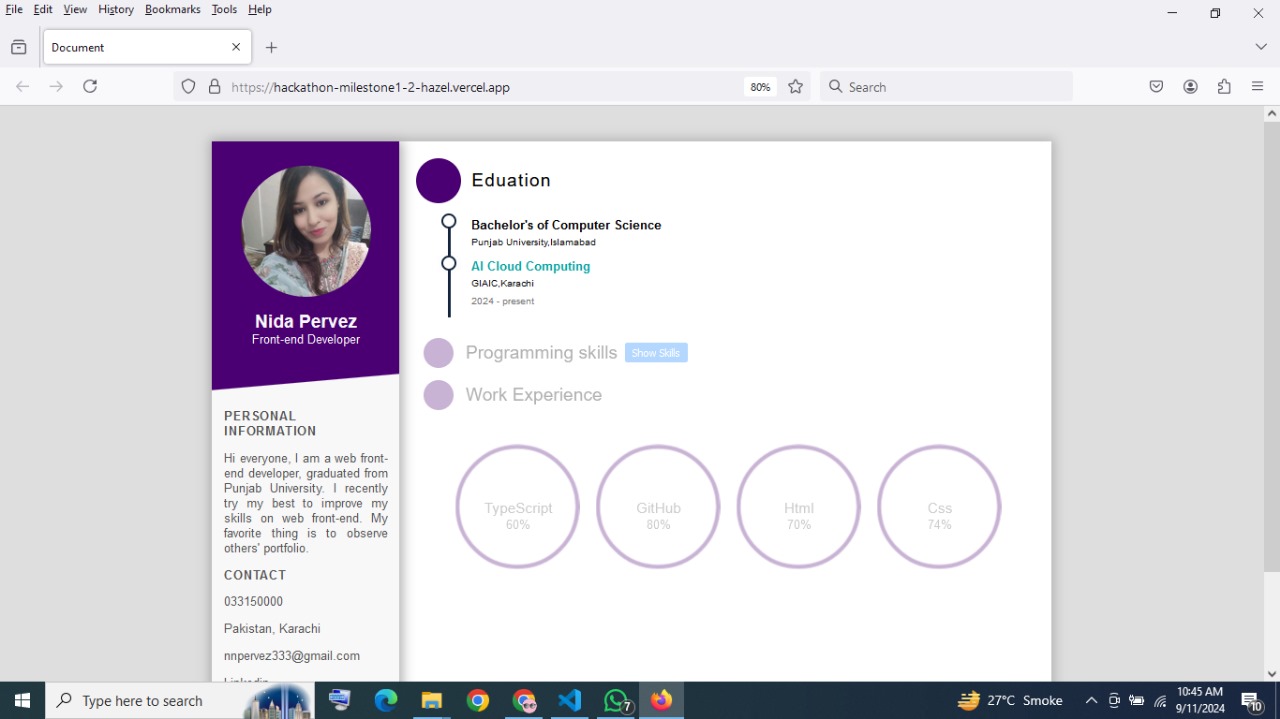 File Edit View History Bookmarks Tools Help
Document
https://hackathon-milestone1-2-hazel.vercel.app
80%
Search
Nida Pervez
Front-end Developer
PERSONAL
INFORMATION
Hi everyone, I am a web front-
end developer, graduated from
Punjab University. I recently
try my best to improve my
skills on web front-end. My
favorite thing is to observe
others' portfolio.
CONTACT
033150000
Pakistan, Karachi
nnpervez333@gmail.com
Linkedin
Eduation
Bachelor's of Computer Science
Punjab University,Islamabad
AI Cloud Computing
GIAIC,Karachi
2024 - present
Programming skills Show Skills
Work Experience
TypeScript
60%
GitHub
80%
Html
70%
Css
74%
Type here to search
7
27°C Smoke
10:45 AM
9/11/2024
10